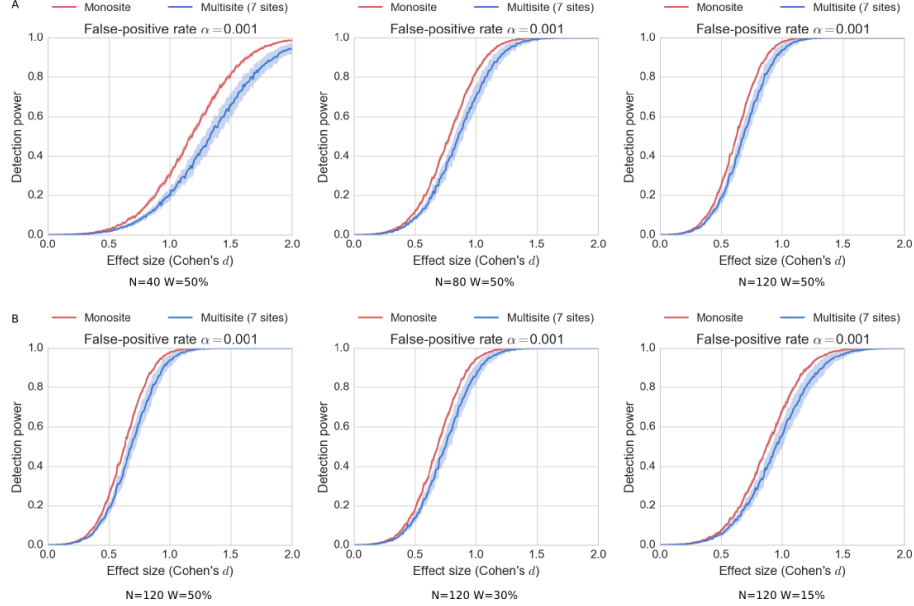 A
Monosite Multisite (7 sites) Monosite Multisite (7 sites) Monosite Multisite (7 sites)
False-positive rate α=0.001 False-positive rate α=0.001 False-positive rate α=0.001
1.0 1.0 1.0
0.8 0.8 0.8
0.6 0.6 0.6
Detection power Detection power Detection power
0.4 0.4 0.4
0.2 0.2 0.2
0.0 0.0 0.0
0.0 0.5 1.0 1.5 2.0 0.0 0.5 1.0 1.5 2.0 0.0 0.5 1.0 1.5 2.0
Effect size (Cohen's d) Effect size (Cohen's d) Effect size (Cohen's d)
N=40 W=50% N=80 W=50% N=120 W=50%
B
Monosite Multisite (7 sites) Monosite Multisite (7 sites) Monosite Multisite (7 sites)
False-positive rate α=0.001 False-positive rate α=0.001 False-positive rate α=0.001
1.0 1.0 1.0
0.8 0.8 0.8
0.6 0.6 0.6
Detection power Detection power Detection power
0.4 0.4 0.4
0.2 0.2 0.2
0.0 0.0 0.0
0.0 0.5 1.0 1.5 2.0 0.0 0.5 1.0 1.5 2.0 0.0 0.5 1.0 1.5 2.0
Effect size (Cohen's d) Effect size (Cohen's d) Effect size (Cohen's d)
N=120 W=50% N=120 W=30% N=120 W=15%